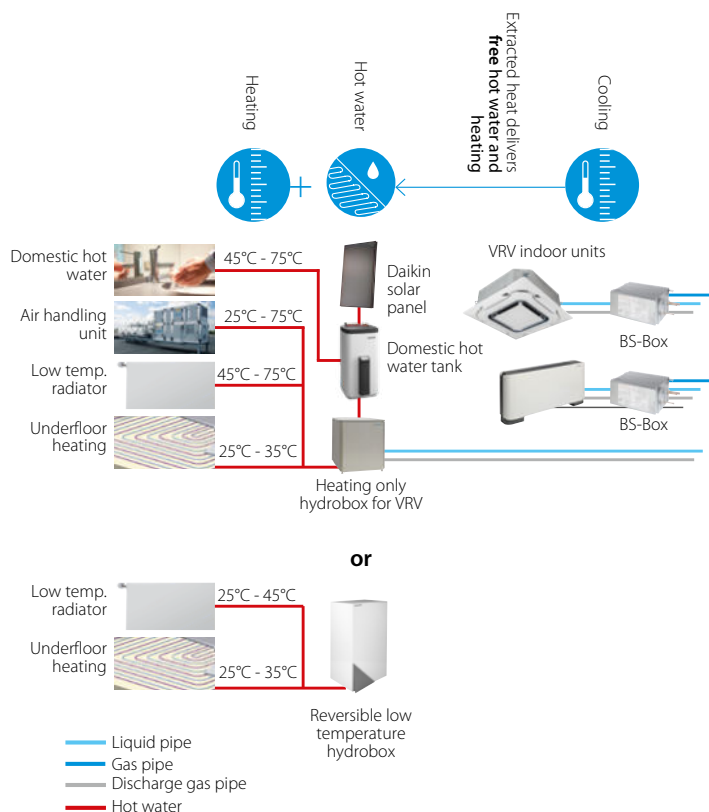 Heating
Hot water
Extracted heat delivers
free hot water and
heating
Cooling
Domestic hot
water
45°C - 75°C
Air handling
unit
25°C - 75°C
Low temp.
radiator
45°C - 75°C
Underfloor
heating
25°C - 35°C
Daikin
solar
panel
Domestic hot
water tank
Heating only
hydrobox for VRV
VRV indoor units
BS-Box
BS-Box
or
Low temp.
radiator
25°C - 45°C
Underfloor
heating
25°C - 35°C
Reversible low
temperature
hydrobox
Liquid pipe
Gas pipe
Discharge gas pipe
Hot water